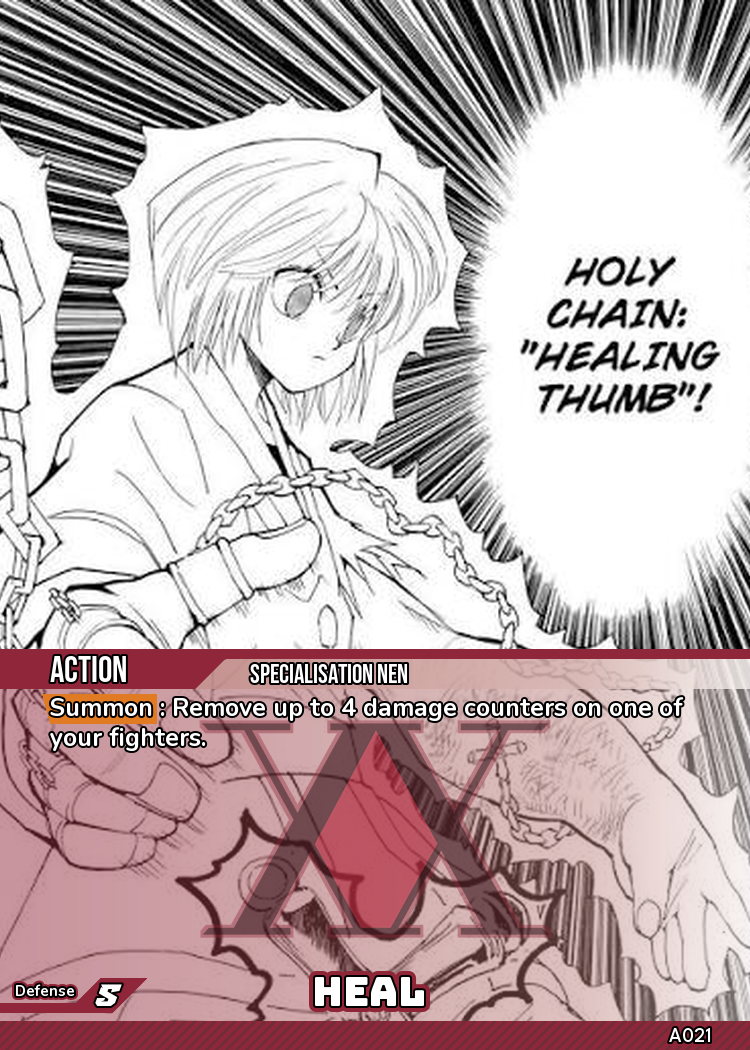 HOLY
CHAIN:
"HEALING
THUMB"!
ACTION
SPECIALISATION NEN
Summon : Remove up to 4 damage counters on one of
your fighters.
Defense 5
HEAL
A021